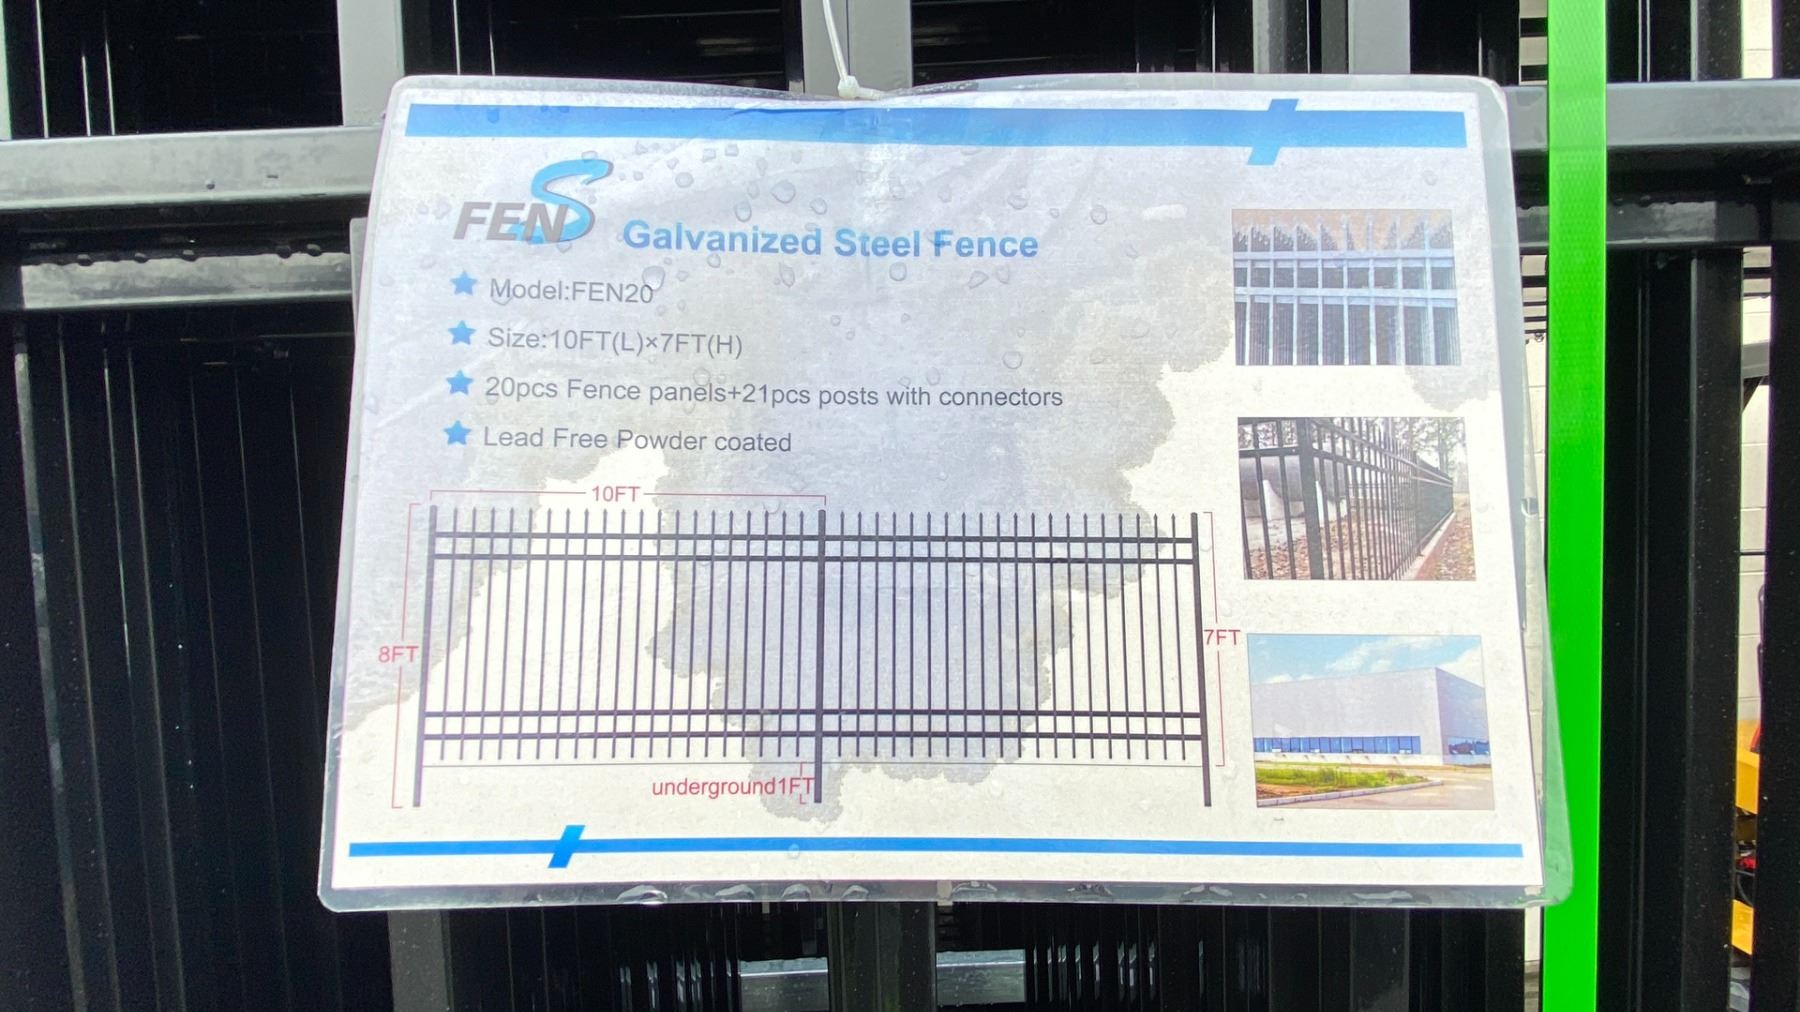 FENS
Galvanized Steel Fence
Model:FEN20
Size:10FT(L)×7FT(H)
20pcs Fence panels+21pcs posts with connectors
Lead Free Powder coated
10FT
8FT
7FT
underground1FT